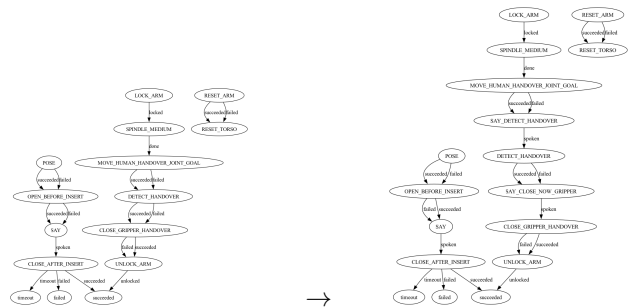 LOCK_ARM
RESET_ARM
locked
succeeded failed
SPINDLE_MEDIUM
RESET_TORSO
done
POSE
MOVE_HUMAN_HANDOVER_JOINT_GOAL
succeeded failed
succeeded failed
OPEN_BEFORE_INSERT
DETECT_HANDOVER
succeeded failed
succeeded failed
SAY
CLOSE_GRIPPER_HANDOVER
spoken
failed succeeded
CLOSE_AFTER_INSERT
UNLOCK_ARM
timeout failed succeeded
unlocked
timeout
failed
succeeded
→
LOCK_ARM
RESET_ARM
locked
succeeded failed
SPINDLE_MEDIUM
RESET_TORSO
done
MOVE_HUMAN_HANDOVER_JOINT_GOAL
succeeded failed
SAY_DETECT_HANDOVER
spoken
POSE
DETECT_HANDOVER
succeeded failed
succeeded failed
OPEN_BEFORE_INSERT
SAY_CLOSE_NOW_GRIPPER
failed succeeded
spoken
SAY
CLOSE_GRIPPER_HANDOVER
spoken
failed succeeded
CLOSE_AFTER_INSERT
UNLOCK_ARM
timeout failed succeeded
unlocked
timeout
failed
succeeded